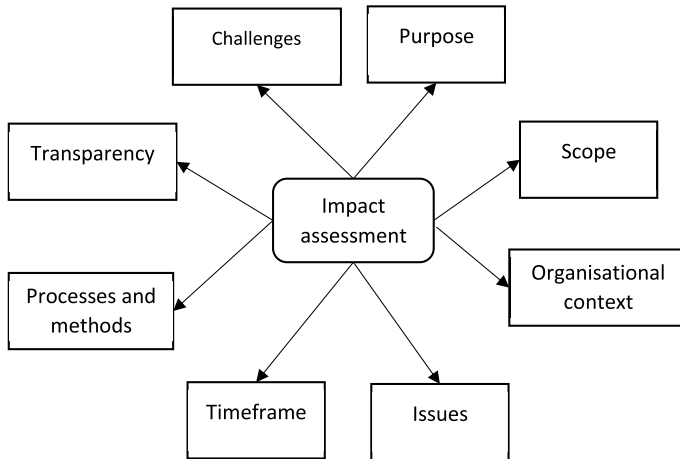 Challenges
Purpose
Transparency
Scope
Impact
assessment
Organisational
context
Processes and
methods
Timeframe
Issues